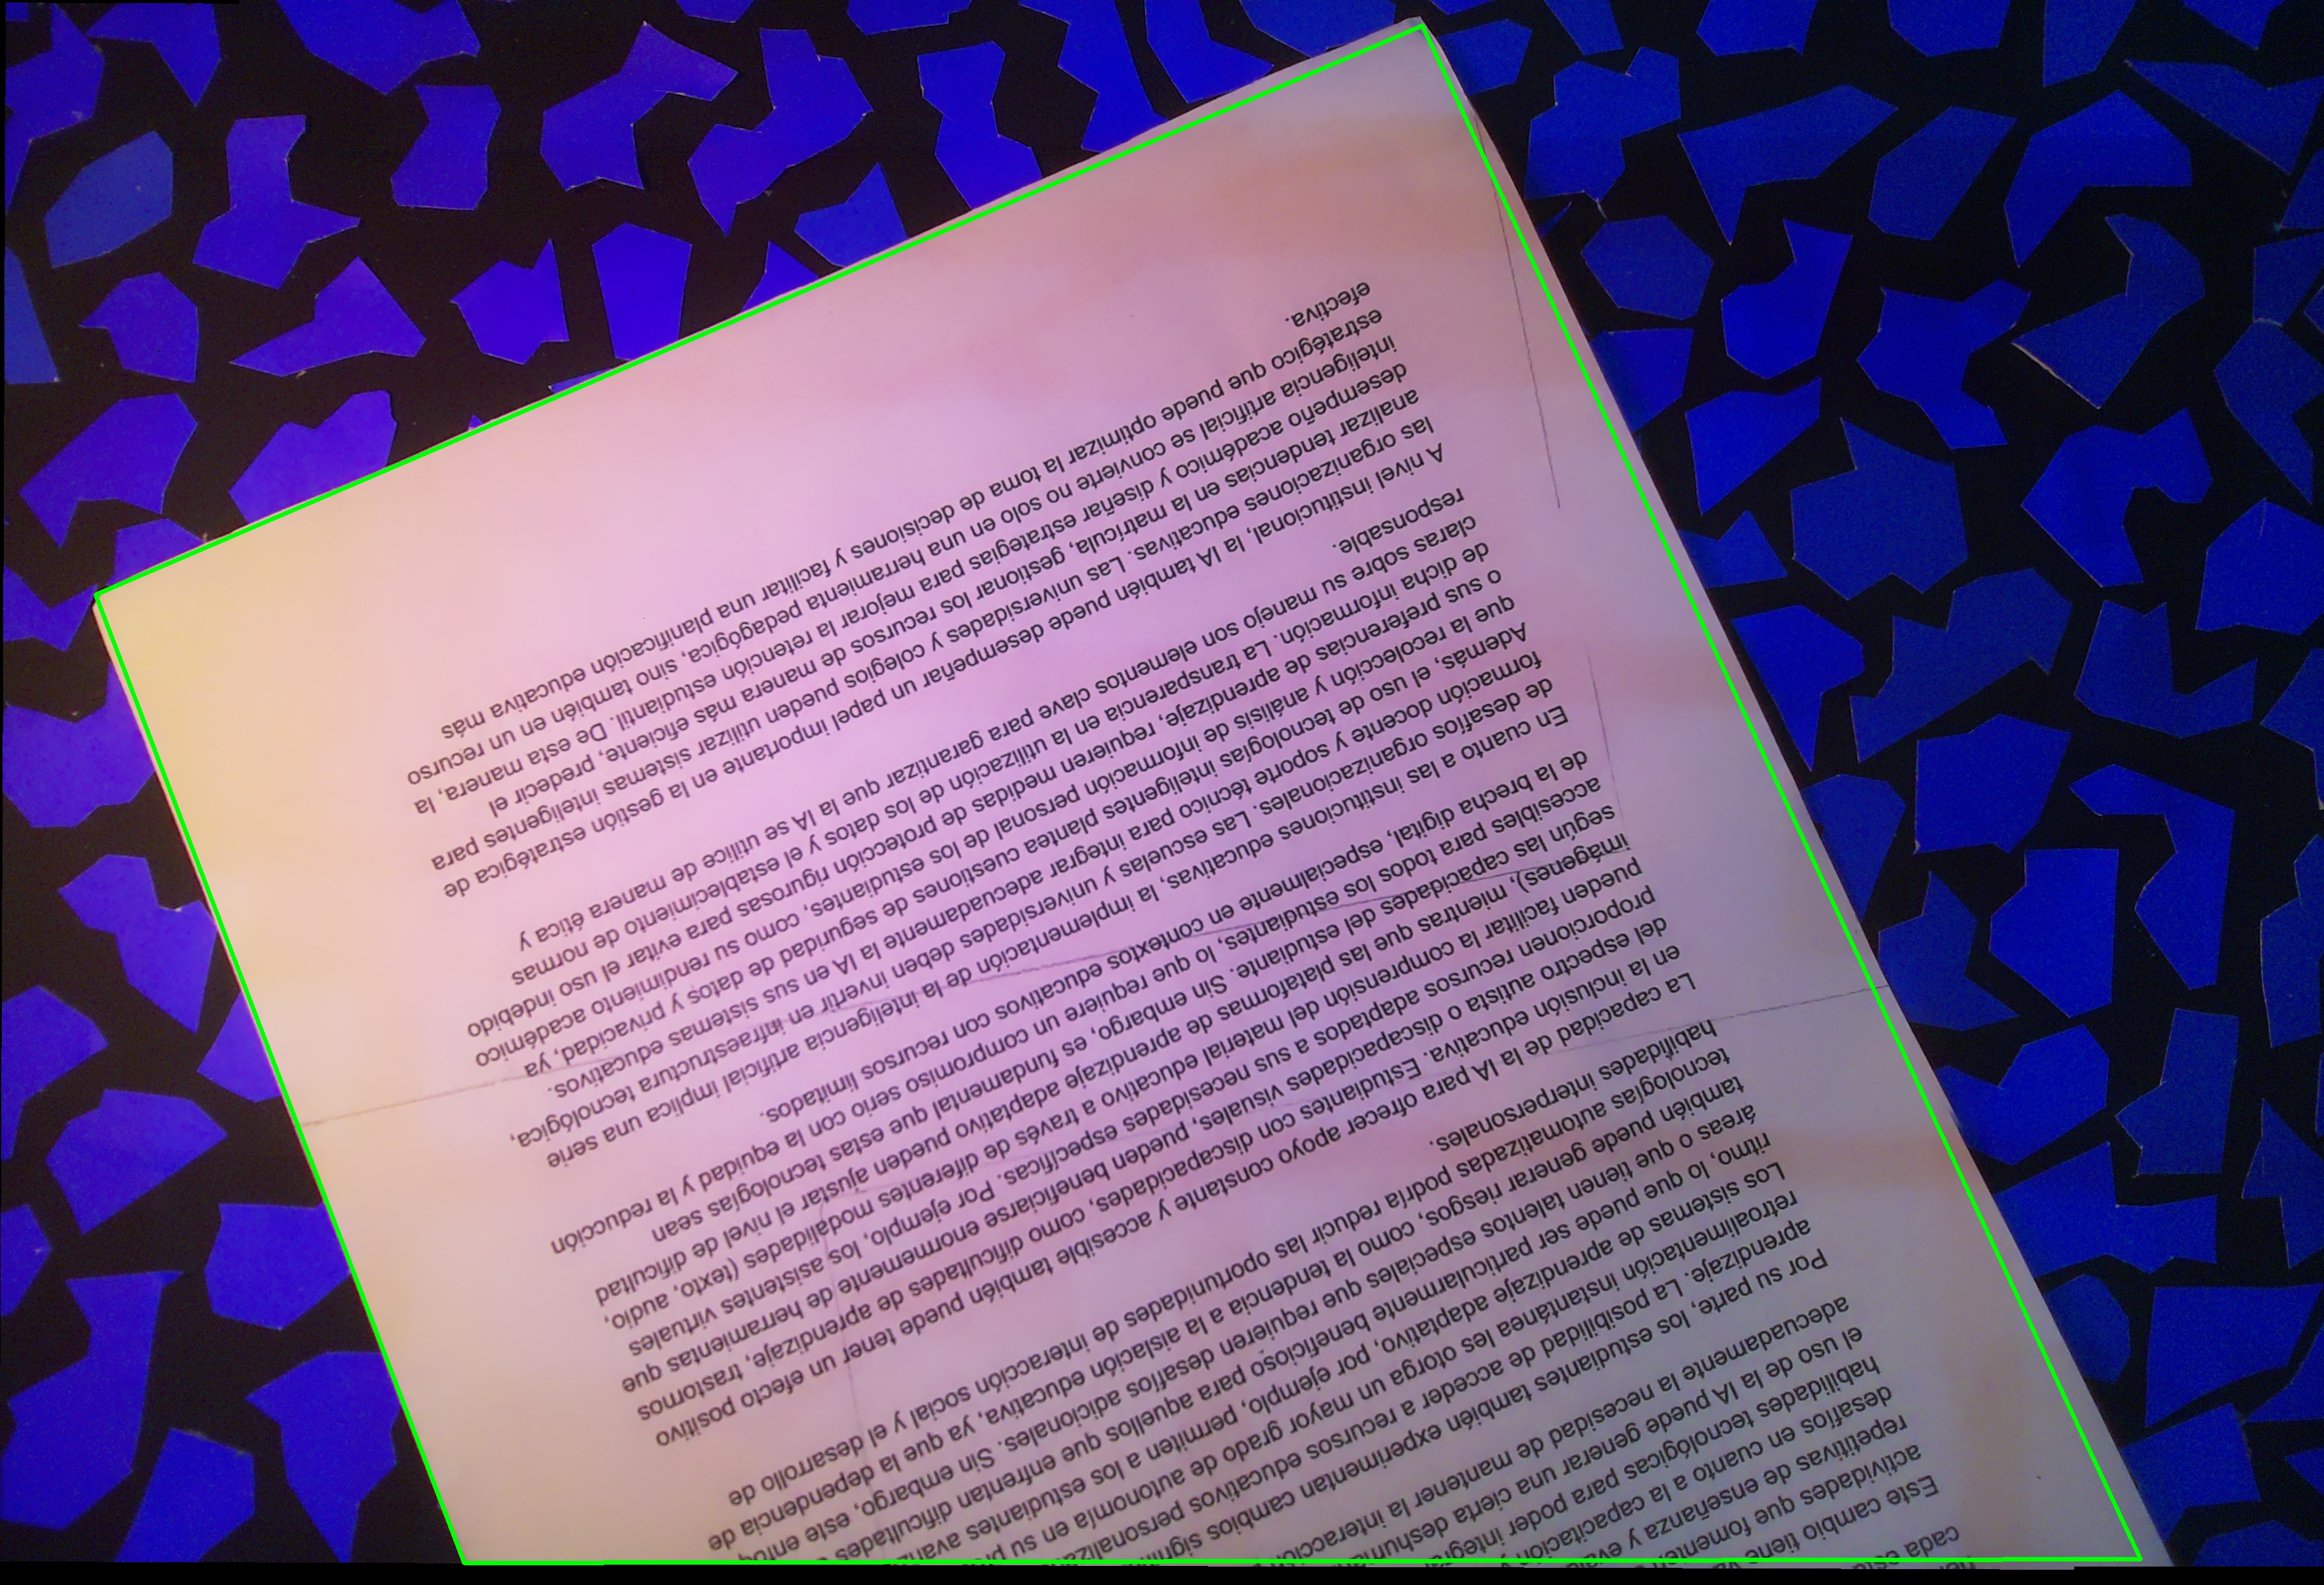 cada
Este cambio tiene
actividades que fomenten
repetitivas de enseñanza y
desafíos en cuanto a la capacitación y
habilidades tecnológicas para poder
el uso de la IA puede generar una cierta
adecuadamente la necesidad de mantener la
Por su parte, los estudiantes también experimentan cambios
aprendizaje. La posibilidad de acceder a recursos educativos
retroalimentación instantánea les otorga un mayor grado de autonomía en su
Los sistemas de aprendizaje adaptativo, por ejemplo, permiten a los estudiantes
ritmo, lo que puede ser particularmente beneficioso para aquellos que enfrentan dificultades
áreas o que tienen talentos especiales que requieren desafíos adicionales. Sin embargo, este
también puede generar riesgos, como la tendencia a la aislación educativa, ya que la dependencia de
tecnologías automatizadas podría reducir las oportunidades de interacción social y el desarrollo de
habilidades interpersonales.
La capacidad de la IA para ofrecer apoyo constante y accesible también puede tener un efecto positivo
en la inclusión educativa. Estudiantes con discapacidades, como dificultades de aprendizaje, trastornos
del espectro autista o discapacidades visuales, pueden beneficiarse enormemente de herramientas que
proporcionen recursos adaptados a sus necesidades específicas. Por ejemplo, los asistentes virtuales
pueden facilitar la comprensión del material educativo a través de diferentes modalidades (texto, audio,
imágenes), mientras que las plataformas de aprendizaje adaptativo pueden ajustar el nivel de dificultad
según las capacidades del estudiante. Sin embargo, es fundamental que estas tecnologías sean
accesibles para todos los estudiantes, lo que requiere un compromiso serio con la equidad y la reducción
de la brecha digital, especialmente en contextos educativos con recursos limitados.
En cuanto a las instituciones educativas, la implementación de la inteligencia artificial implica una serie
de desafíos organizacionales. Las escuelas y universidades deben invertir en infraestructura tecnológica,
formación docente y soporte técnico para integrar adecuadamente la IA en sus sistemas educativos.
Además, el uso de tecnologías inteligentes plantea cuestiones de seguridad de datos y privacidad, ya
que la recolección y análisis de información personal de los estudiantes, como su rendimiento académico
o sus preferencias de aprendizaje, requieren medidas de protección rigurosas para evitar el uso indebido
de dicha información. La transparencia en la utilización de los datos y el establecimiento de normas
claras sobre su manejo son elementos clave para garantizar que la IA se utilice de manera ética y
responsable.
A nivel institucional, la IA también puede desempeñar un papel importante en la gestión estratégica de
las organizaciones educativas. Las universidades y colegios pueden utilizar sistemas inteligentes para
analizar tendencias en la matrícula, gestionar los recursos de manera más eficiente, predecir el
desempeño académico y diseñar estrategias para mejorar la retención estudiantil. De esta manera, la
inteligencia artificial se convierte no solo en una herramienta pedagógica, sino también en un recurso
estratégico que puede optimizar la toma de decisiones y facilitar una planificación educativa más
efectiva.